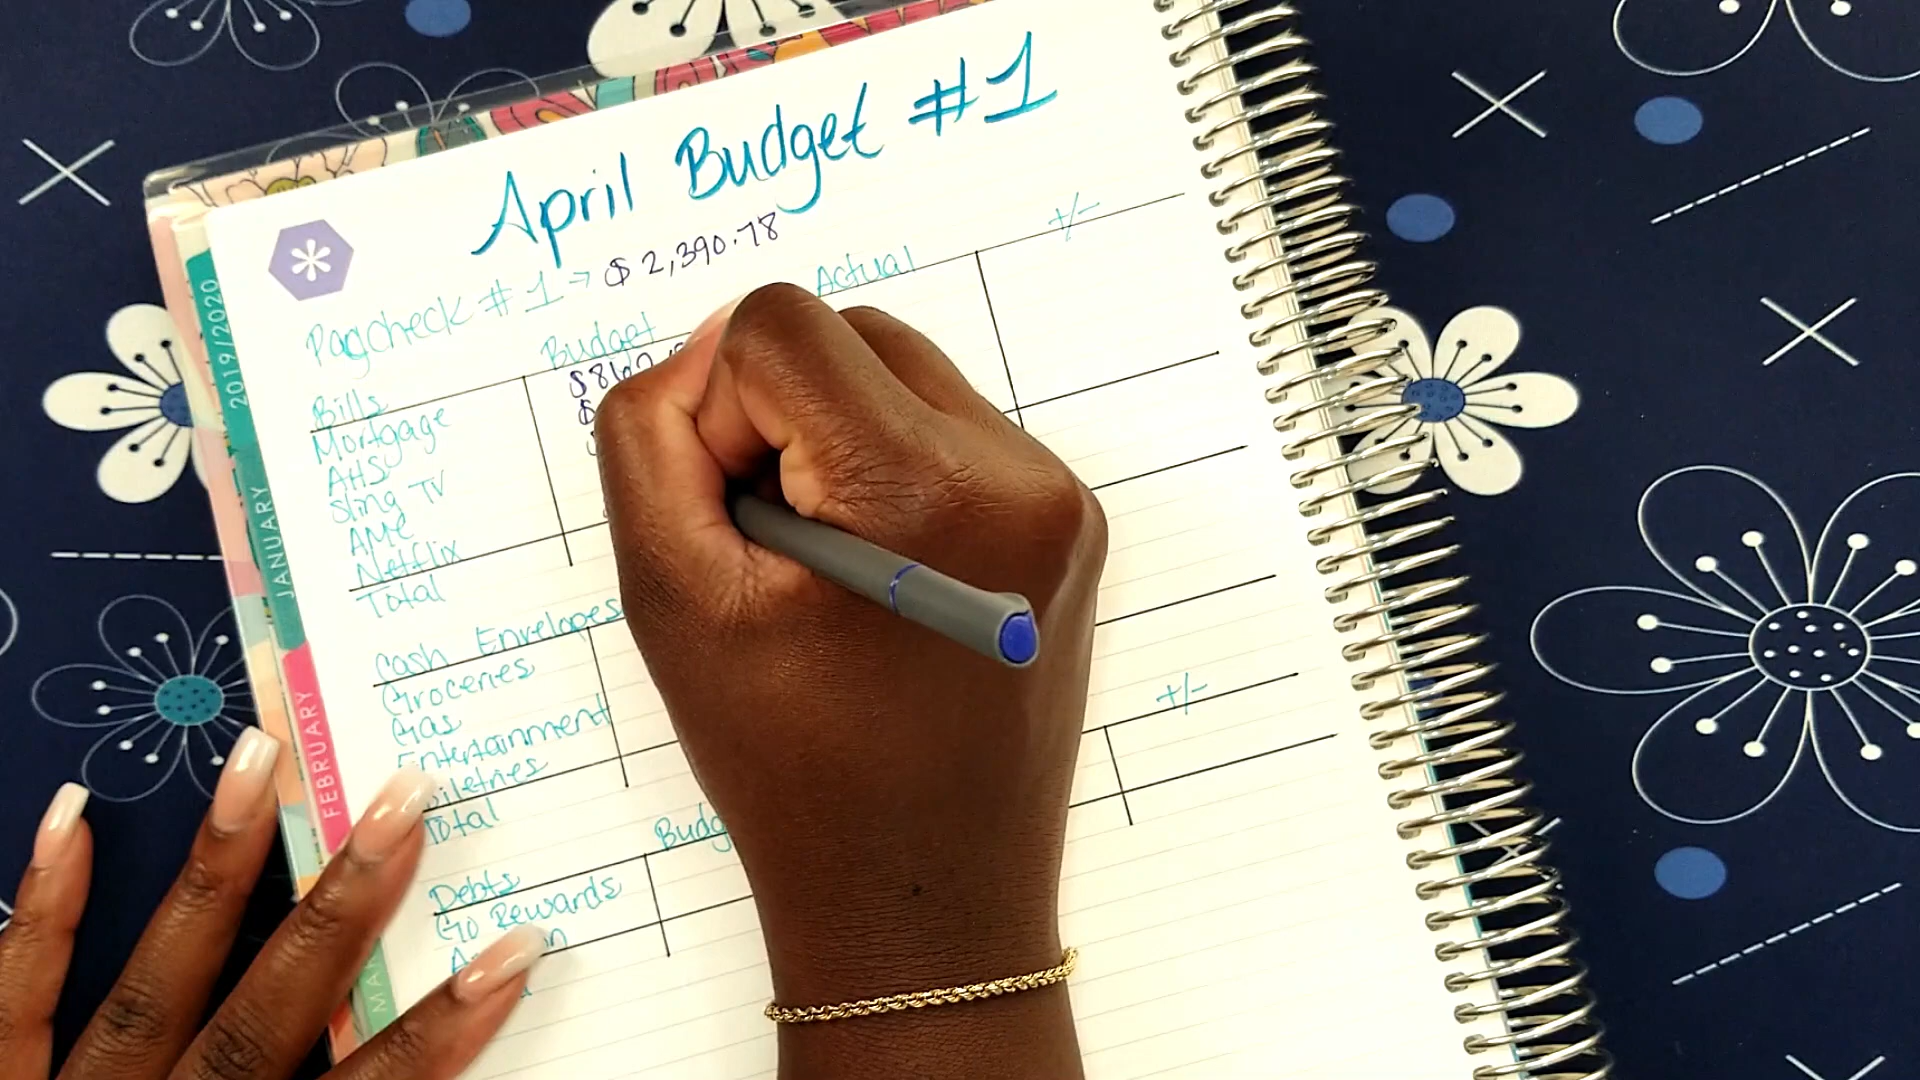 April Budget #1
Paycheck #1 → $ 2,390.78
Budget Actual +/-
Bills
Mortgage
AHS
Sling TV
AMC
Netflix
Total
Cash Envelopes
Groceries
Gas
Entertainment
Total
+/-
Debts
GO Rewards
2019/2020
JANUARY
FEBRUARY